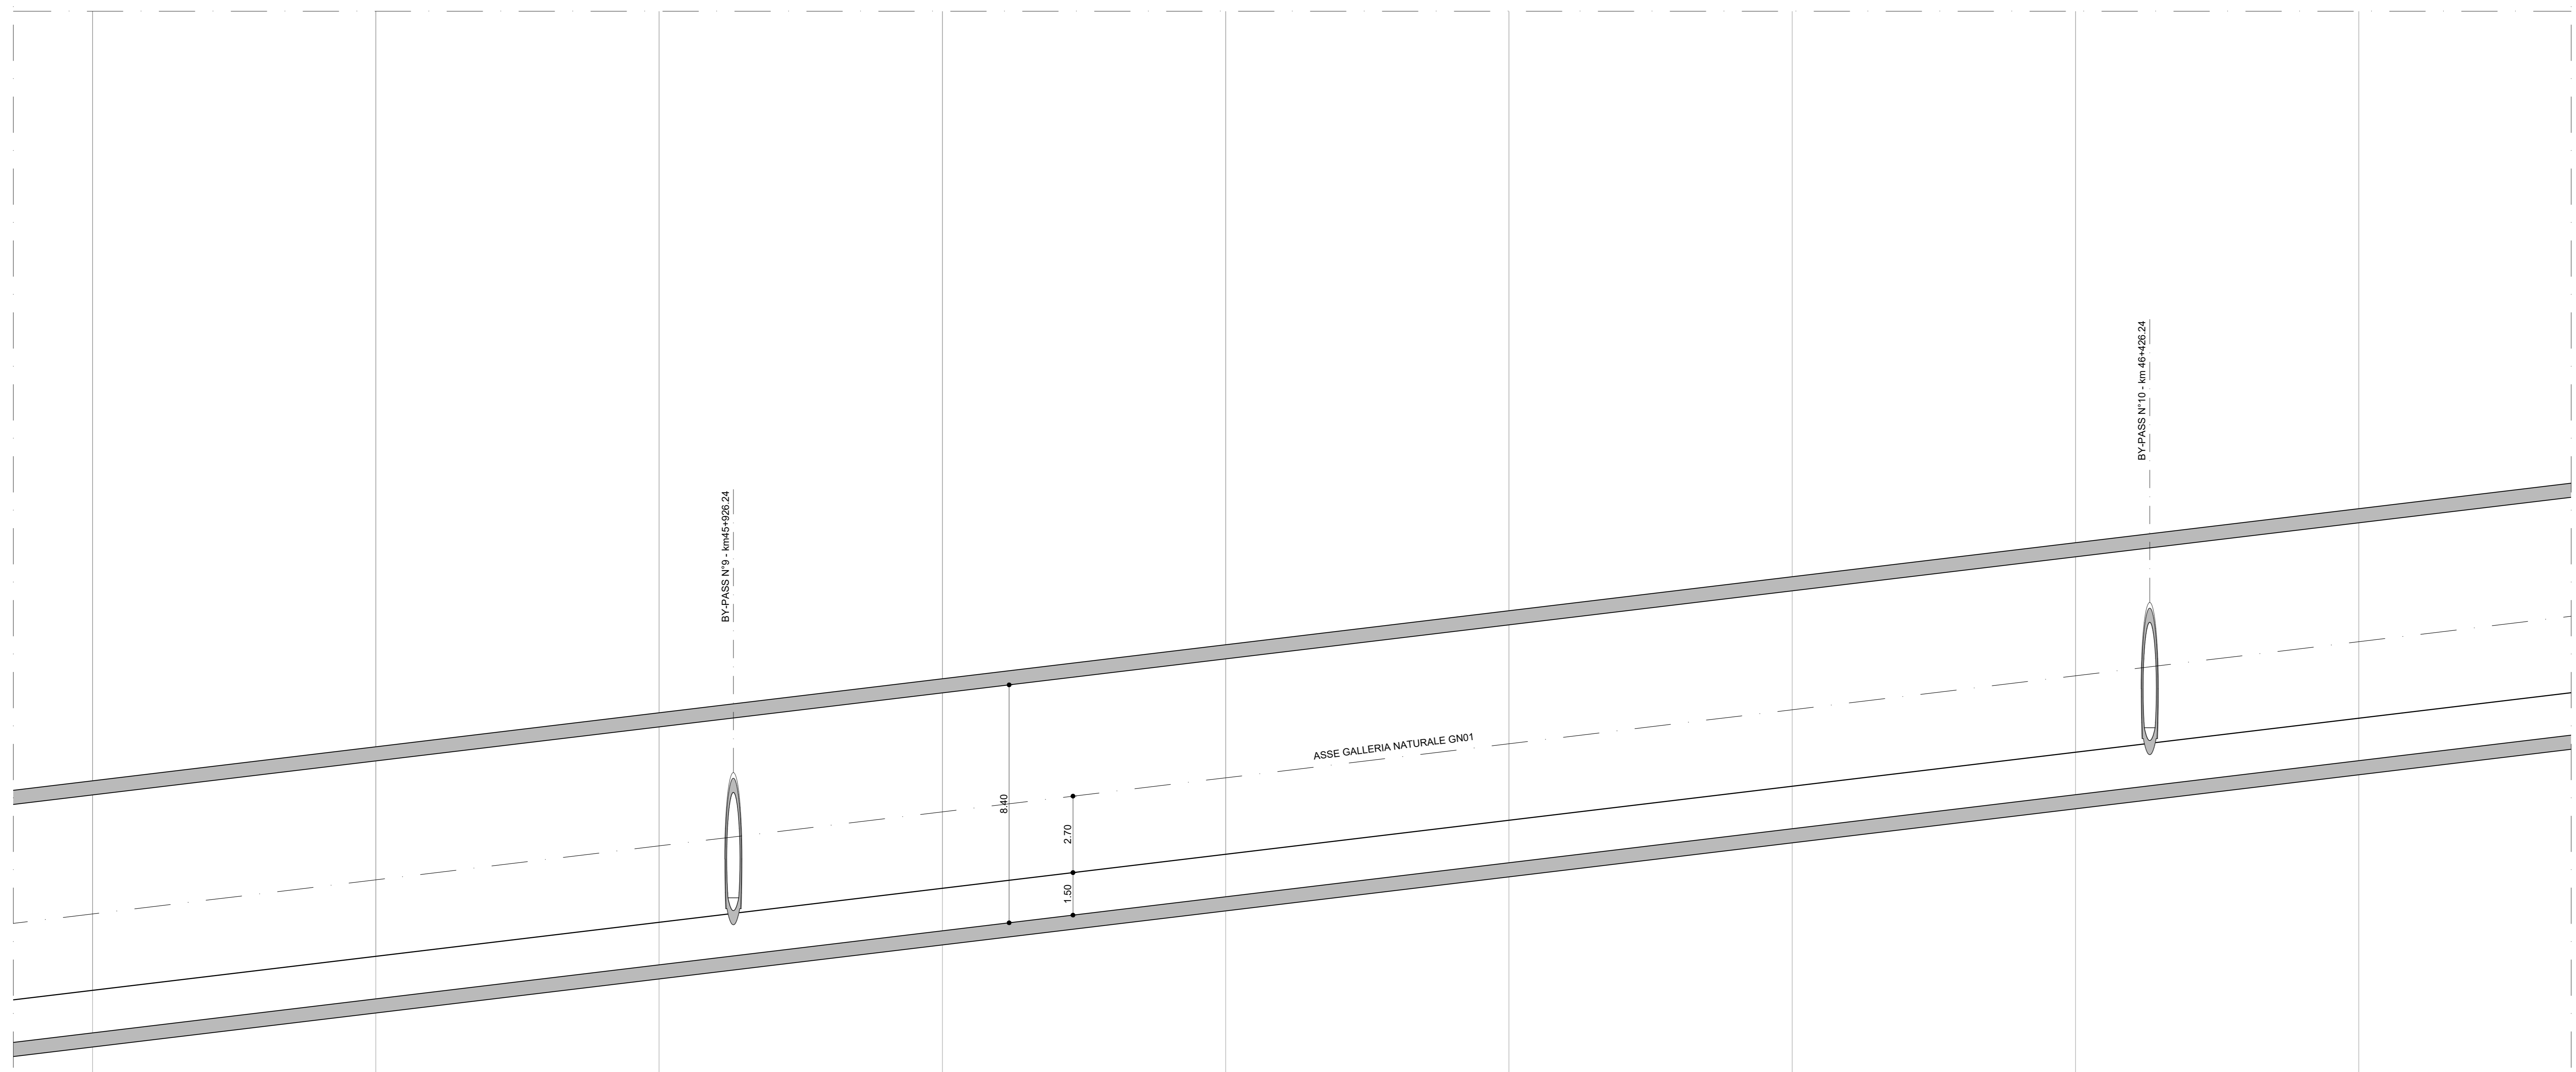 BY-PASS N°9 - km45+926.24
8.40
2.70
1.50
ASSE GALLERIA NATURALE GN01
BY-PASS N°10 - km 46+426.24